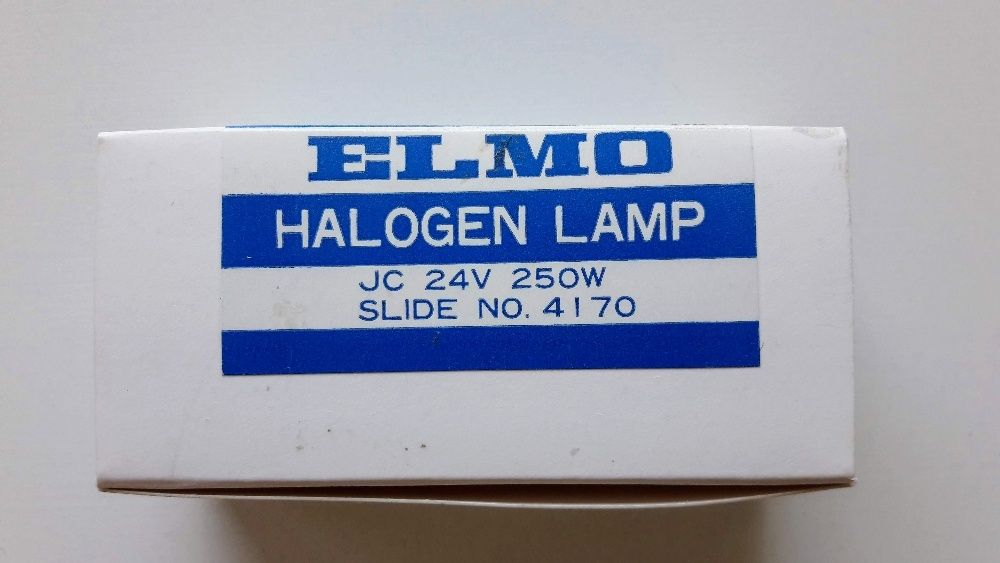 ELMO
HALOGEN LAMP
JC 24V 250W
SLIDE NO. 4170